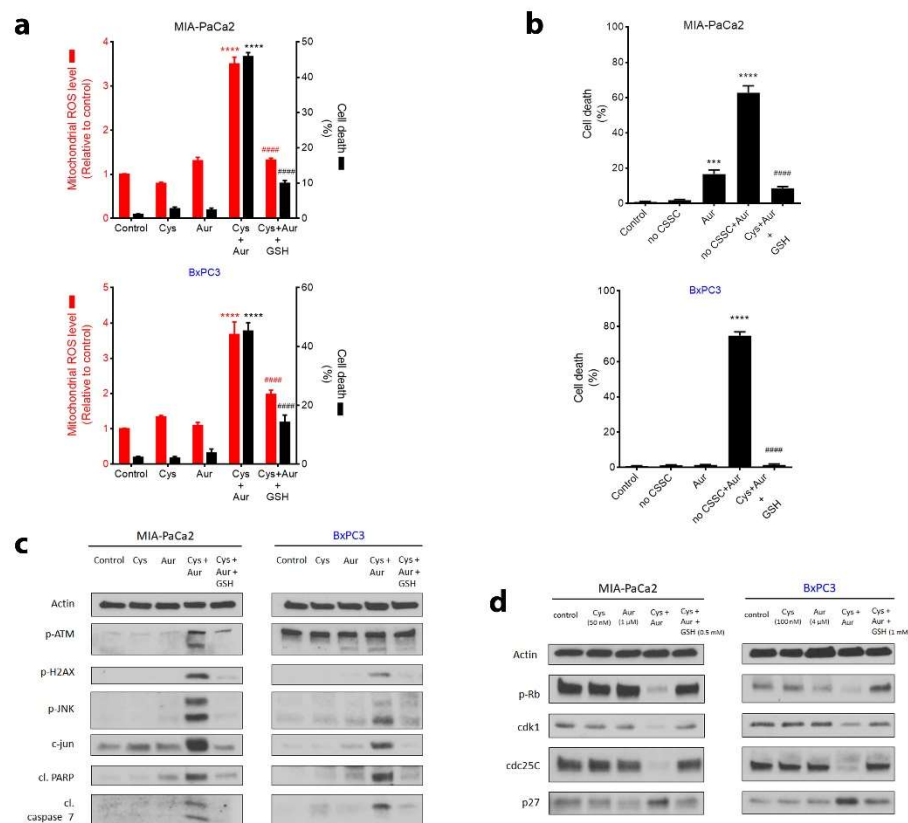 a
MIA-PaCa2
Mitochondrial ROS level
(Relative to control)
4
3
2
1
0
50
40
30
20
10
0
Cell death
(%)
**** ****
####
####
Control Cys Aur Cys + Aur Cys+Aur + GSH
BxPC3
Mitochondrial ROS level
(Relative to control)
5
4
3
2
1
0
60
40
20
0
Cell death
(%)
**** ****
####
####
Control Cys Aur Cys + Aur Cys+Aur + GSH
b
MIA-PaCa2
Cell death
(%)
100
80
60
40
20
0
***
****
####
Control no CSSC Aur no CSSC+Aur Cys+Aur + GSH
BxPC3
Cell death
(%)
100
80
60
40
20
0
****
####
Control no CSSC Aur no CSSC+Aur Cys+Aur + GSH
c
MIA-PaCa2 BxPC3
Control Cys Aur Cys + Aur Cys + Aur + GSH Control Cys Aur Cys + Aur Cys + Aur + GSH
Actin
p-ATM
p-H2AX
p-JNK
c-jun
cl. PARP
cl.
caspase 7
d
MIA-PaCa2 BxPC3
control Cys (50 nM) Aur (1 μM) Cys + Aur Cys + Aur + GSH (0.5 mM) control Cys (100 nM) Aur (4 μM) Cys + Aur Cys + Aur + GSH (1 mM)
Actin
p-Rb
cdk1
cdc25C
p27